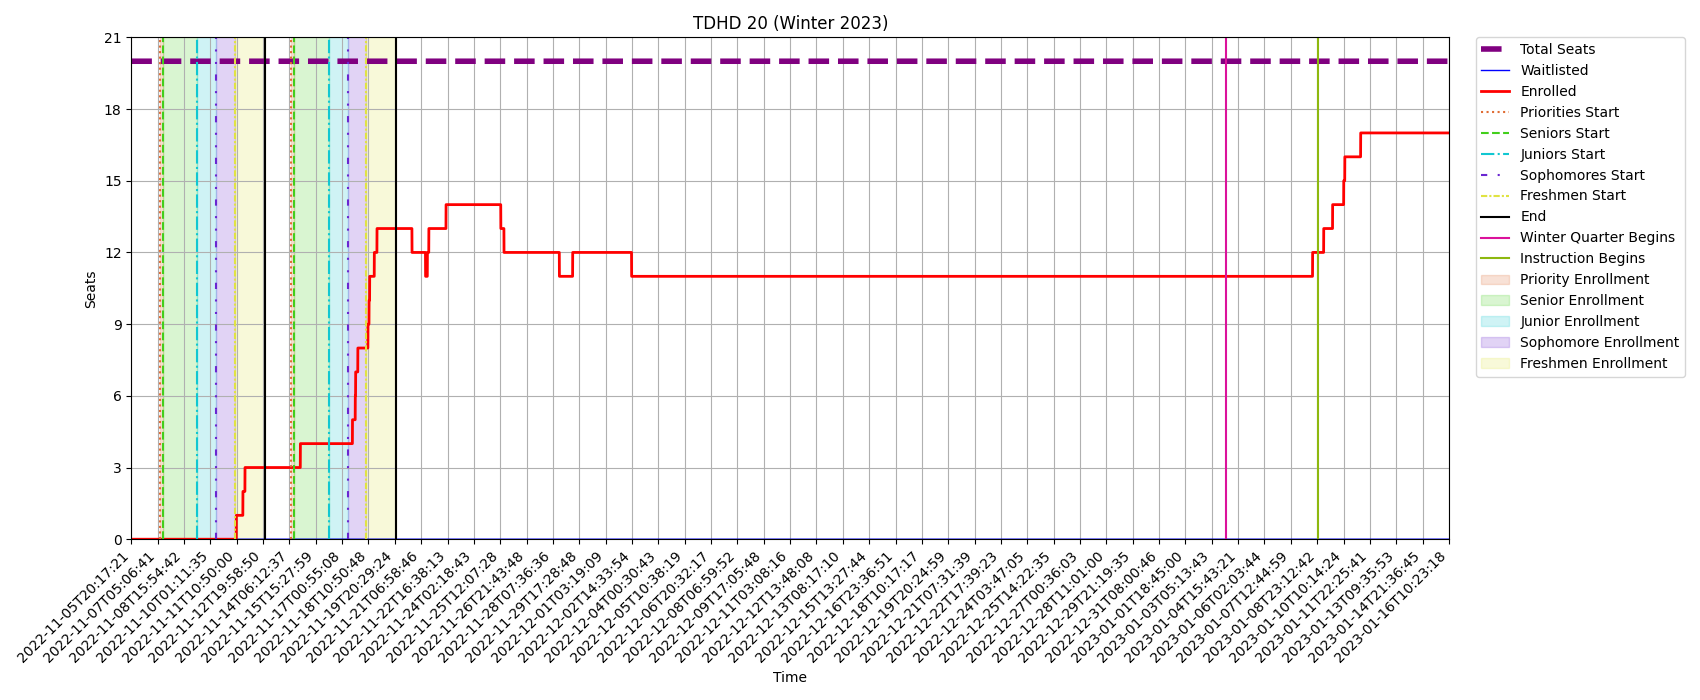 TDHD 20 (Winter 2023)
21
18
15
12
9
6
3
0
Seats
2022-11-05T20:17:21
2022-11-07T05:06:41
2022-11-08T15:54:42
2022-11-10T01:11:35
2022-11-11T10:50:00
2022-11-12T19:58:50
2022-11-14T06:12:37
2022-11-15T15:27:59
2022-11-17T00:55:08
2022-11-18T10:50:48
2022-11-19T20:29:24
2022-11-21T06:58:46
2022-11-22T16:38:13
2022-11-24T02:18:43
2022-11-25T12:07:28
2022-11-26T21:43:48
2022-11-28T07:36:36
2022-11-29T17:28:48
2022-12-01T03:19:09
2022-12-02T14:33:54
2022-12-04T00:30:43
2022-12-05T10:38:19
2022-12-06T20:32:17
2022-12-08T06:59:52
2022-12-09T17:05:48
2022-12-11T03:08:16
2022-12-12T13:48:08
2022-12-13T08:17:10
2022-12-15T13:27:44
2022-12-16T23:36:51
2022-12-18T10:17:17
2022-12-19T20:24:59
2022-12-21T07:31:39
2022-12-22T17:39:23
2022-12-24T03:47:05
2022-12-25T14:22:35
2022-12-27T00:36:03
2022-12-28T11:01:00
2022-12-29T21:19:35
2022-12-31T08:00:46
2023-01-01T18:45:00
2023-01-03T05:13:43
2023-01-04T15:43:21
2023-01-06T02:03:44
2023-01-07T12:44:59
2023-01-08T23:12:42
2023-01-10T10:14:24
2023-01-11T22:25:41
2023-01-13T09:35:53
2023-01-14T21:36:45
2023-01-16T10:23:18
Time
Total Seats
Waitlisted
Enrolled
Priorities Start
Seniors Start
Juniors Start
Sophomores Start
Freshmen Start
End
Winter Quarter Begins
Instruction Begins
Priority Enrollment
Senior Enrollment
Junior Enrollment
Sophomore Enrollment
Freshmen Enrollment